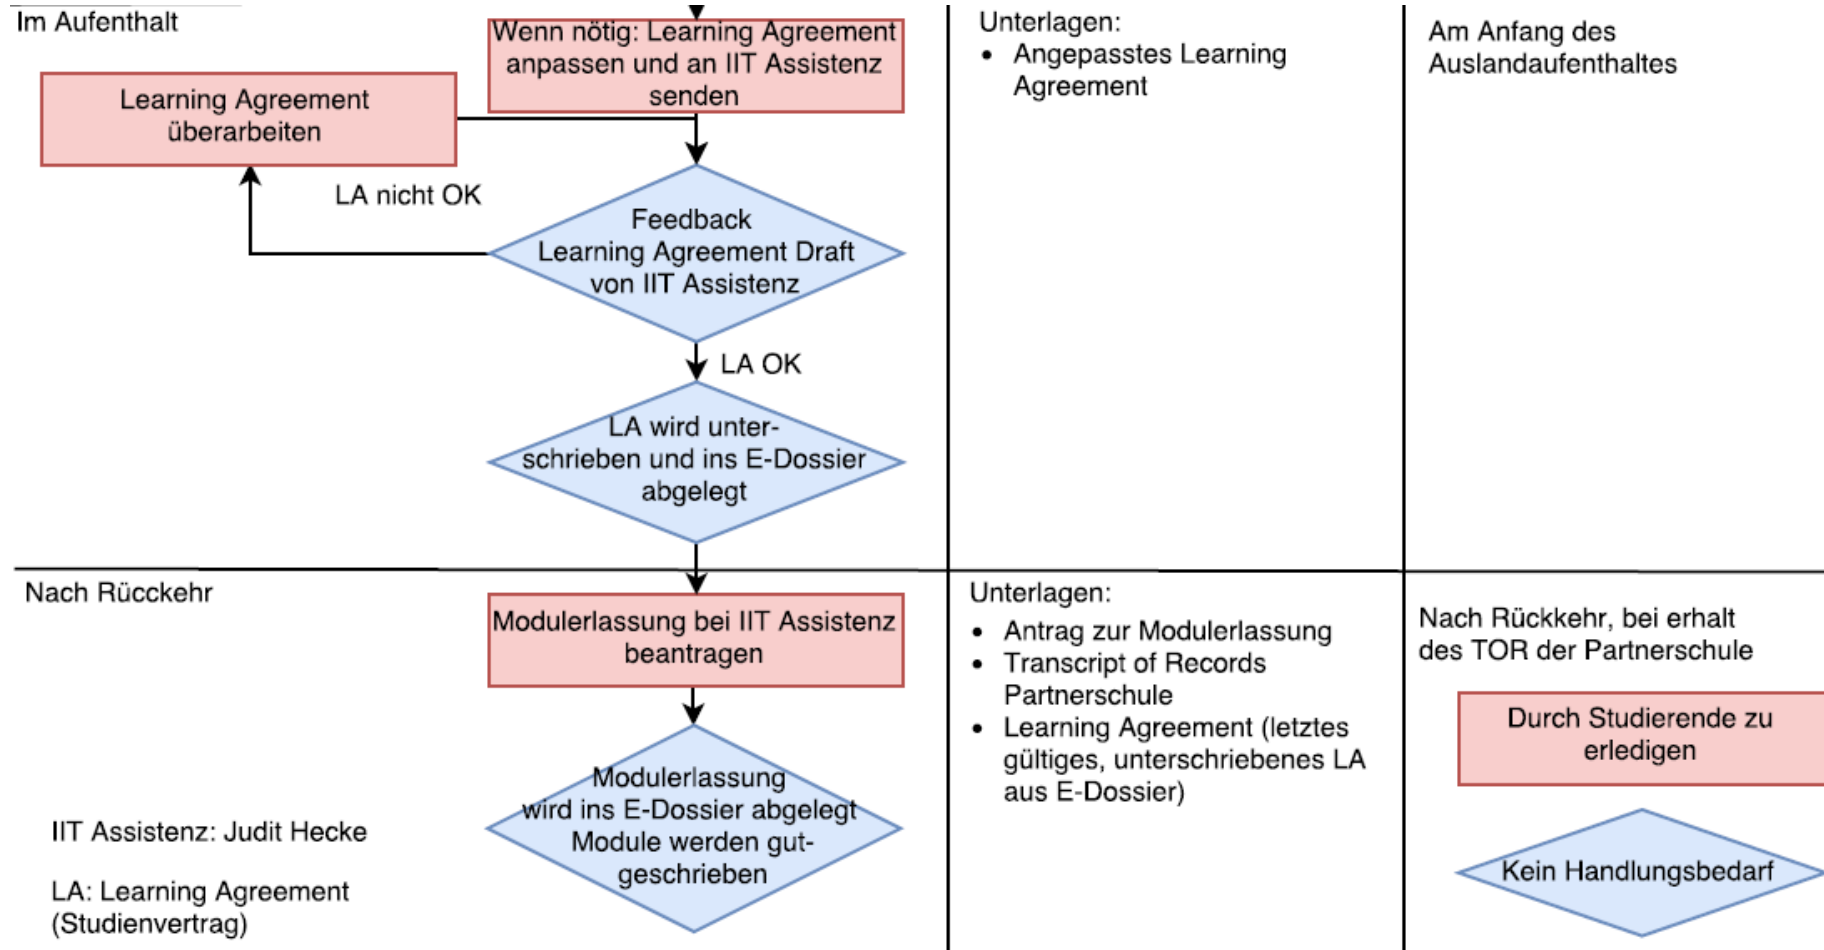 Im Aufenthalt
Wenn nötig: Learning Agreement
anpassen und an IIT Assistenz
senden
Unterlagen:
• Angepasstes Learning
Agreement
Am Anfang des
Auslandaufenthaltes
Learning Agreement
überarbeiten
LA nicht OK
Feedback
Learning Agreement Draft
von IIT Assistenz
LA OK
LA wird unter-
schrieben und ins E-Dossier
abgelegt
Nach Rücckehr
Modulerlassung bei IIT Assistenz
beantragen
Unterlagen:
• Antrag zur Modulerlassung
• Transcript of Records
Partnerschule
• Learning Agreement (letztes
gültiges, unterschriebenes LA
aus E-Dossier)
Nach Rückkehr, bei erhalt
des TOR der Partnerschule
Durch Studierende zu
erledigen
Modulerlassung
wird ins E-Dossier abgelegt
Module werden gut-
geschrieben
Kein Handlungsbedarf
IIT Assistenz: Judit Hecke
LA: Learning Agreement
(Studienvertrag)